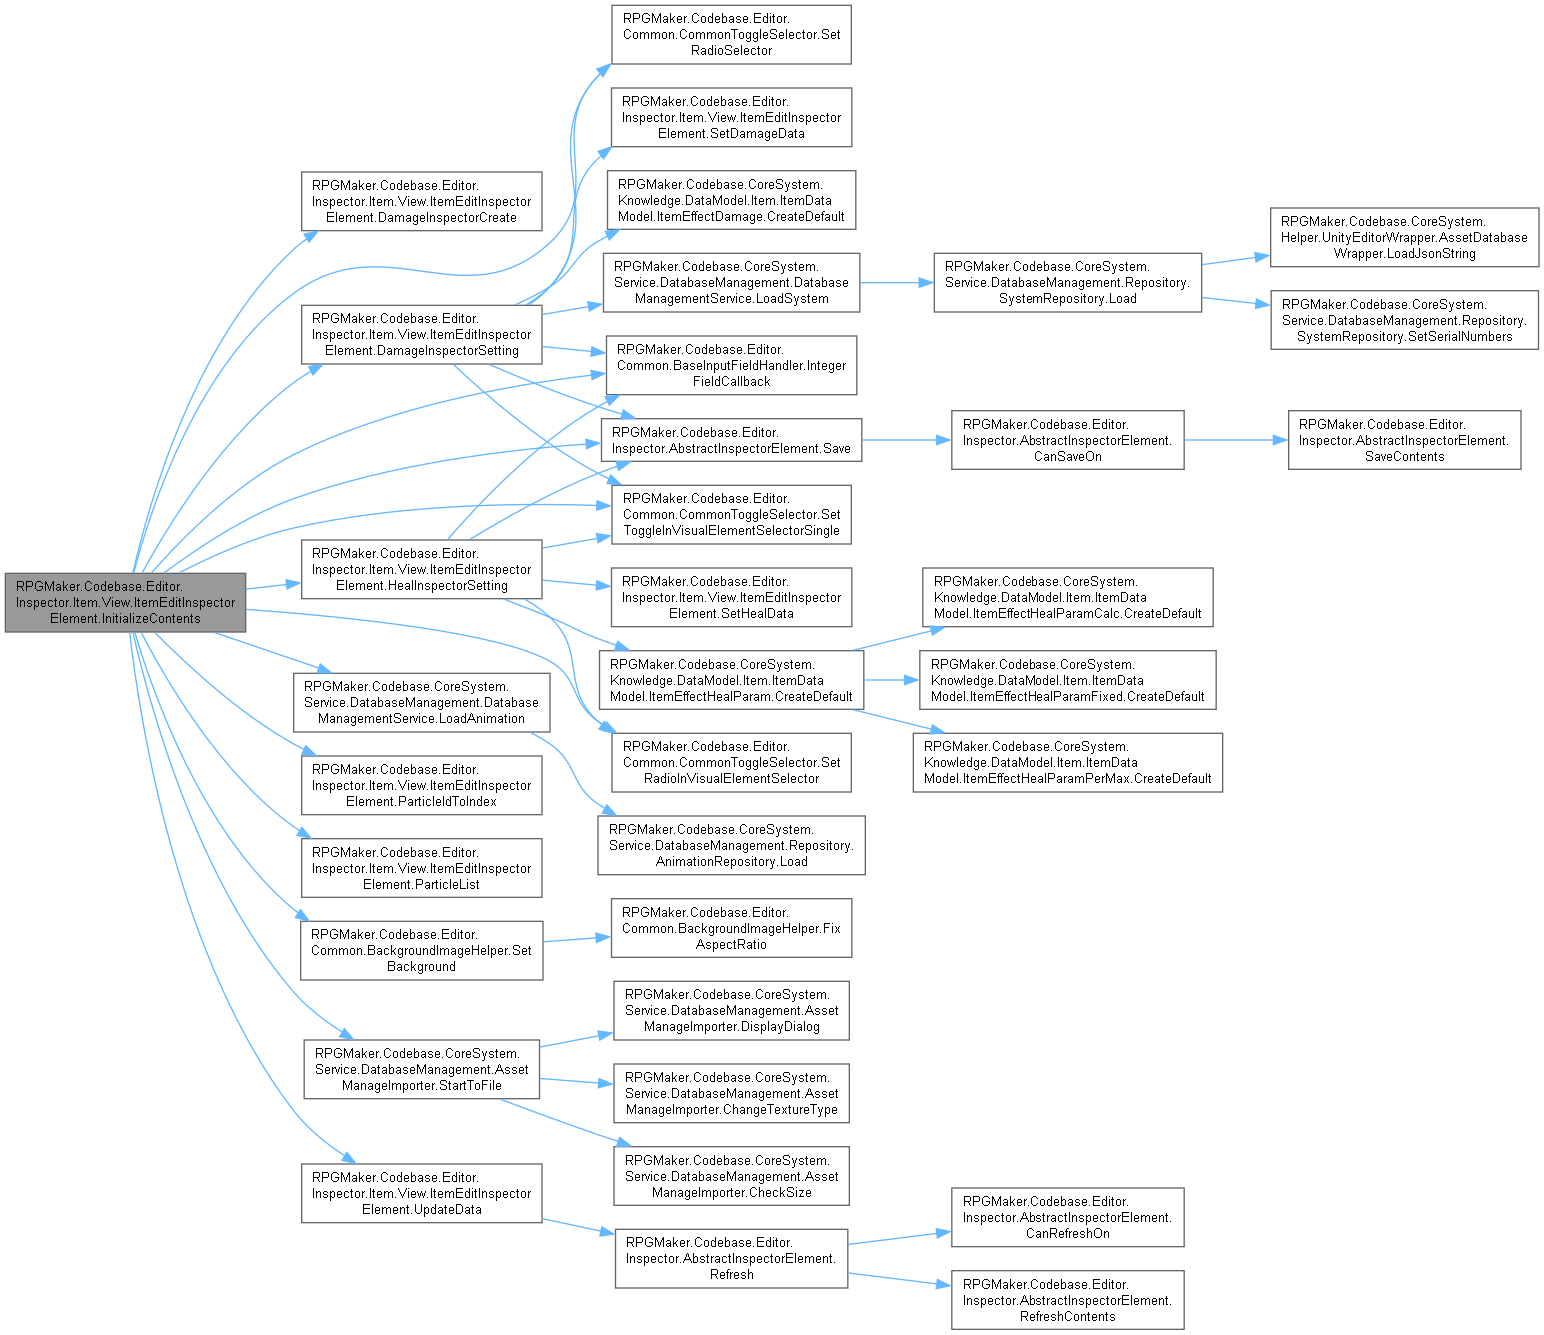 RPGMaker.Codebase.Editor.
Inspector.Item.View.ItemEditInspector
Element.InitializeContents
RPGMaker.Codebase.Editor.
Inspector.Item.View.ItemEditInspector
Element.DamageInspectorCreate
RPGMaker.Codebase.Editor.
Inspector.Item.View.ItemEditInspector
Element.DamageInspectorSetting
RPGMaker.Codebase.Editor.
Inspector.Item.View.ItemEditInspector
Element.HealInspectorSetting
RPGMaker.Codebase.CoreSystem.
Service.DatabaseManagement.Database
ManagementService.LoadAnimation
RPGMaker.Codebase.Editor.
Inspector.Item.View.ItemEditInspector
Element.ParticleIdToIndex
RPGMaker.Codebase.Editor.
Inspector.Item.View.ItemEditInspector
Element.ParticleList
RPGMaker.Codebase.Editor.
Common.BackgroundImageHelper.Set
Background
RPGMaker.Codebase.CoreSystem.
Service.DatabaseManagement.Asset
ManageImporter.StartToFile
RPGMaker.Codebase.Editor.
Inspector.Item.View.ItemEditInspector
Element.UpdateData
RPGMaker.Codebase.Editor.
Common.CommonToggleSelector.Set
RadioSelector
RPGMaker.Codebase.Editor.
Inspector.Item.View.ItemEditInspector
Element.SetDamageData
RPGMaker.Codebase.CoreSystem.
Knowledge.DataModel.Item.ItemData
Model.ItemEffectDamage.CreateDefault
RPGMaker.Codebase.CoreSystem.
Service.DatabaseManagement.Database
ManagementService.LoadSystem
RPGMaker.Codebase.Editor.
Common.BaseInputFieldHandler.Integer
FieldCallback
RPGMaker.Codebase.Editor.
Inspector.AbstractInspectorElement.Save
RPGMaker.Codebase.Editor.
Common.CommonToggleSelector.Set
ToggleInVisualElementSelectorSingle
RPGMaker.Codebase.Editor.
Inspector.Item.View.ItemEditInspector
Element.SetHealData
RPGMaker.Codebase.CoreSystem.
Knowledge.DataModel.Item.ItemData
Model.ItemEffectHealParam.CreateDefault
RPGMaker.Codebase.Editor.
Common.CommonToggleSelector.Set
RadioInVisualElementSelector
RPGMaker.Codebase.CoreSystem.
Service.DatabaseManagement.Repository.
AnimationRepository.Load
RPGMaker.Codebase.Editor.
Common.BackgroundImageHelper.Fix
AspectRatio
RPGMaker.Codebase.CoreSystem.
Service.DatabaseManagement.Asset
ManageImporter.DisplayDialog
RPGMaker.Codebase.CoreSystem.
Service.DatabaseManagement.Asset
ManageImporter.ChangeTextureType
RPGMaker.Codebase.CoreSystem.
Service.DatabaseManagement.Asset
ManageImporter.CheckSize
RPGMaker.Codebase.Editor.
Inspector.AbstractInspectorElement.
Refresh
RPGMaker.Codebase.CoreSystem.
Service.DatabaseManagement.Repository.
SystemRepository.Load
RPGMaker.Codebase.Editor.
Inspector.AbstractInspectorElement.
CanSaveOn
RPGMaker.Codebase.CoreSystem.
Knowledge.DataModel.Item.ItemData
Model.ItemEffectHealParamCalc.CreateDefault
RPGMaker.Codebase.CoreSystem.
Knowledge.DataModel.Item.ItemData
Model.ItemEffectHealParamFixed.CreateDefault
RPGMaker.Codebase.CoreSystem.
Knowledge.DataModel.Item.ItemData
Model.ItemEffectHealParamPerMax.CreateDefault
RPGMaker.Codebase.Editor.
Inspector.AbstractInspectorElement.
CanRefreshOn
RPGMaker.Codebase.Editor.
Inspector.AbstractInspectorElement.
RefreshContents
RPGMaker.Codebase.CoreSystem.
Helper.UnityEditorWrapper.AssetDatabase
Wrapper.LoadJsonString
RPGMaker.Codebase.CoreSystem.
Service.DatabaseManagement.Repository.
SystemRepository.SetSerialNumbers
RPGMaker.Codebase.Editor.
Inspector.AbstractInspectorElement.
SaveContents